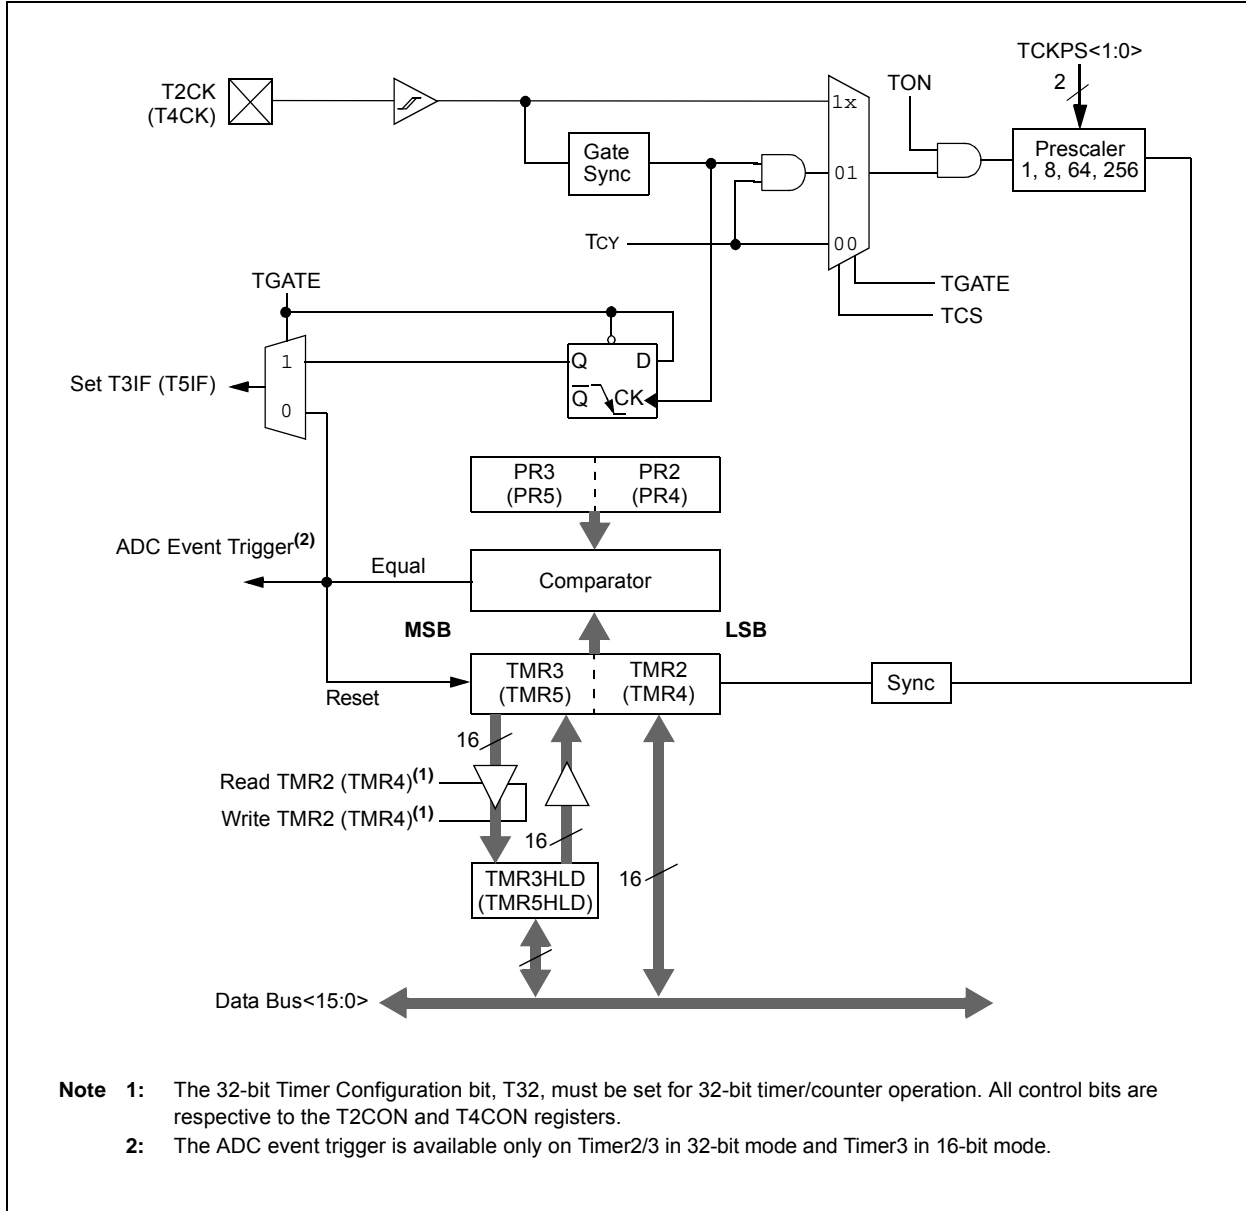 TCKPS<1:0>
2
TON
T2CK
(T4CK)
1x
Gate
Sync
Prescaler
1, 8, 64, 256
01
TCY
00
TGATE
TGATE
TCS
1
Q
D
Set T3IF (T5IF)
Q
CK
0
PR3
(PR5)
PR2
(PR4)
ADC Event Trigger(2)
Equal
Comparator
MSB
LSB
TMR3
(TMR5)
TMR2
(TMR4)
Sync
Reset
16
Read TMR2 (TMR4)(1)
Write TMR2 (TMR4)(1)
16
TMR3HLD
(TMR5HLD)
16
Data Bus<15:0>
Note 1: The 32-bit Timer Configuration bit, T32, must be set for 32-bit timer/counter operation. All control bits are
respective to the T2CON and T4CON registers.
2: The ADC event trigger is available only on Timer2/3 in 32-bit mode and Timer3 in 16-bit mode.